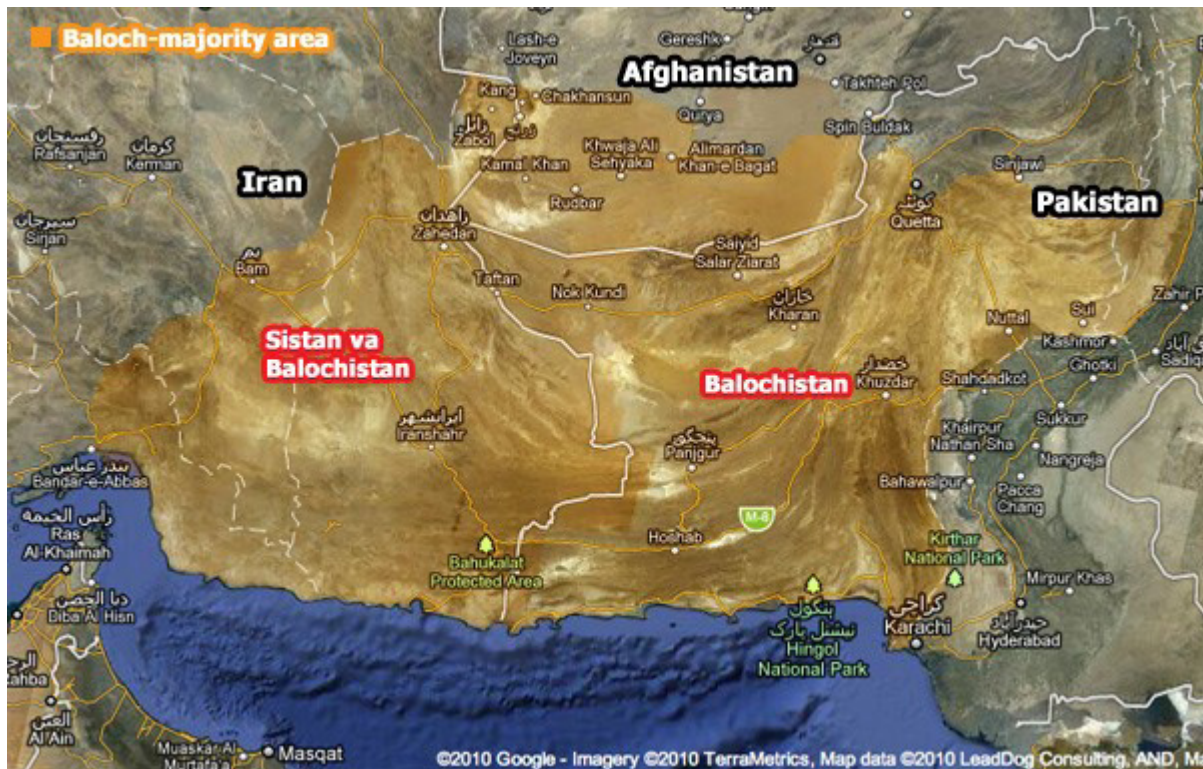 Baloch-majority area
Lash-e
Joveyn
Gereshk
Afghanistan
Takhteh Pol
Kang
Chakhansun
زابل
Zabol
زرنج
Qurya
Spin Buldak
رفسنجان
Rafsanjan
کرمان
Kerman
Khwaja Ali
Sehyaka
Alimardan
Khan-e Bagat
Kamal Khan
Rudbar
Sinjawi
Iran
Pakistan
سیرجان
Sirjan
زاهدان
Zahedan
کوئٹہ
Quetta
بم
Bam
Saiyid
Salar Ziarat
Taftan
Nok Kundi
خاران
Kharan
Sui
Zahir P
Nuttal
Kashmor
Sistan va
Balochistan
Balochistan
خضدار
Khuzdar
Shahdadkot
Ghotki
Sadiq
ایرانشهر
Iranshahr
پنجگور
Panjgur
Khairpur
Nathan Sha
Sukkur
Nangreja
بندر عباس
Bandar-e-Abbas
Bahawalpur
Pacca
Chang
رأس الخيمة
Ras
Al-Khaimah
M-8
Hoshab
Bahukalat
Protected Area
Kirthar
National Park
Mirpur Khas
دبا الحصن
Diba Al Hisn
ہنگول
نیشنل پارک
Hingol
National Park
کراچی
Karachi
حیدرآباد
Hyderabad
العين
Al Ain
Muaskar Al
Murtafa'a
Masqat
©2010 Google - Imagery ©2010 TerraMetrics, Map data ©2010 LeadDog Consulting, AND, M